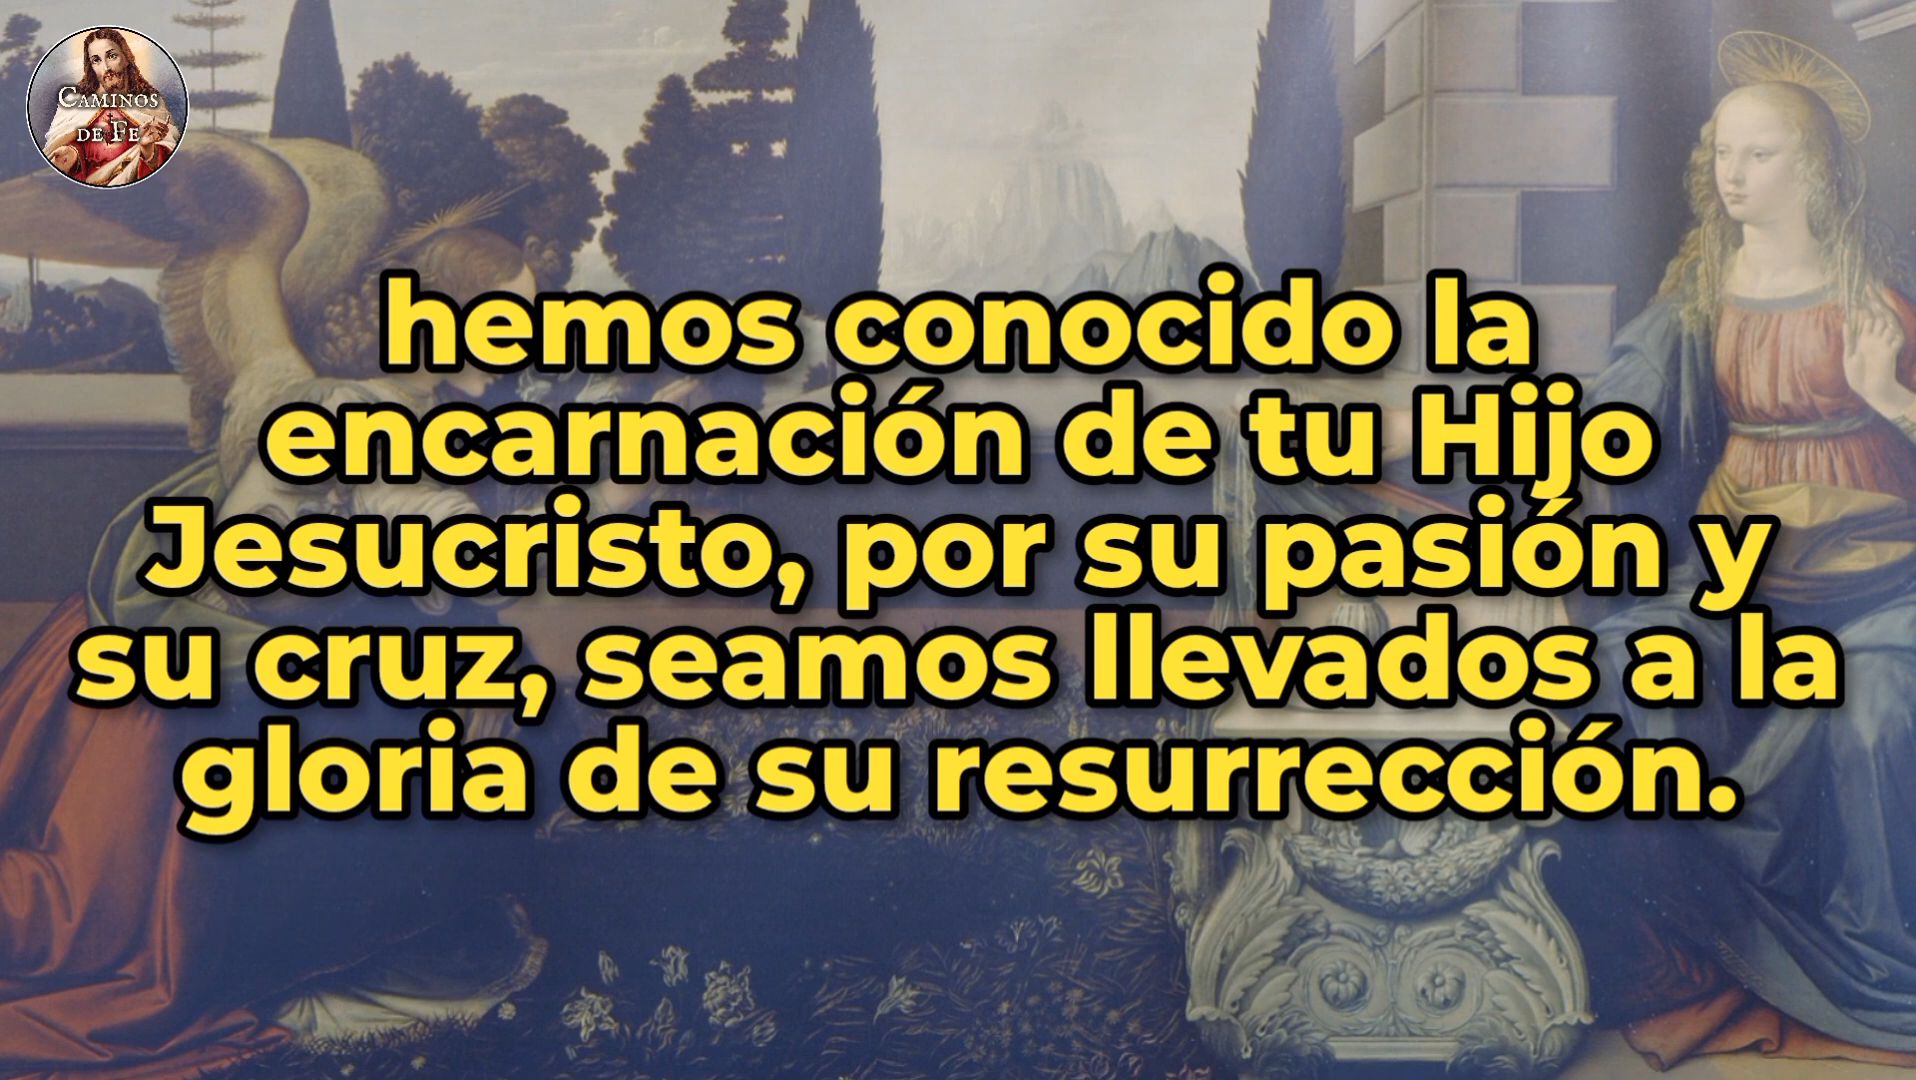 CAMINOS
DE FE
hemos conocido la
encarnación de tu Hijo
Jesucristo, por su pasión y
su cruz, seamos llevados a la
gloria de su resurrección.